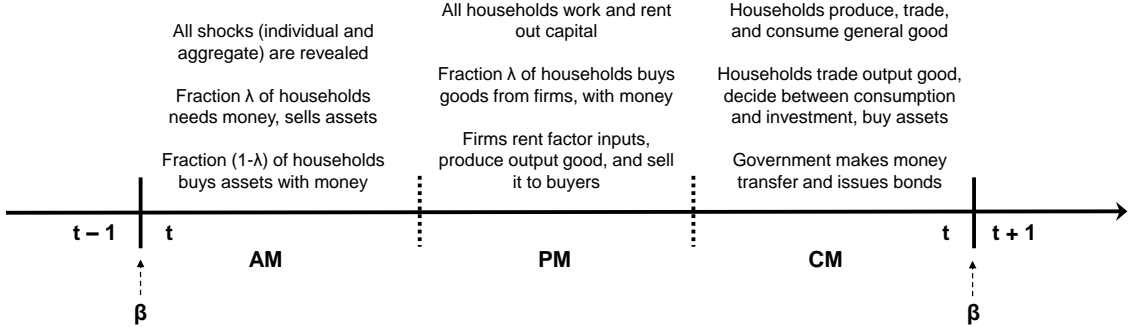 All shocks (individual and
aggregate) are revealed
Fraction λ of households
needs money, sells assets
Fraction (1-λ) of households
buys assets with money
All households work and rent
out capital
Fraction λ of households buys
goods from firms, with money
Firms rent factor inputs,
produce output good, and sell
it to buyers
Households produce, trade,
and consume general good
Households trade output good,
decide between consumption
and investment, buy assets
Government makes money
transfer and issues bonds
t – 1
t
t
t + 1
AM
PM
CM
β
β